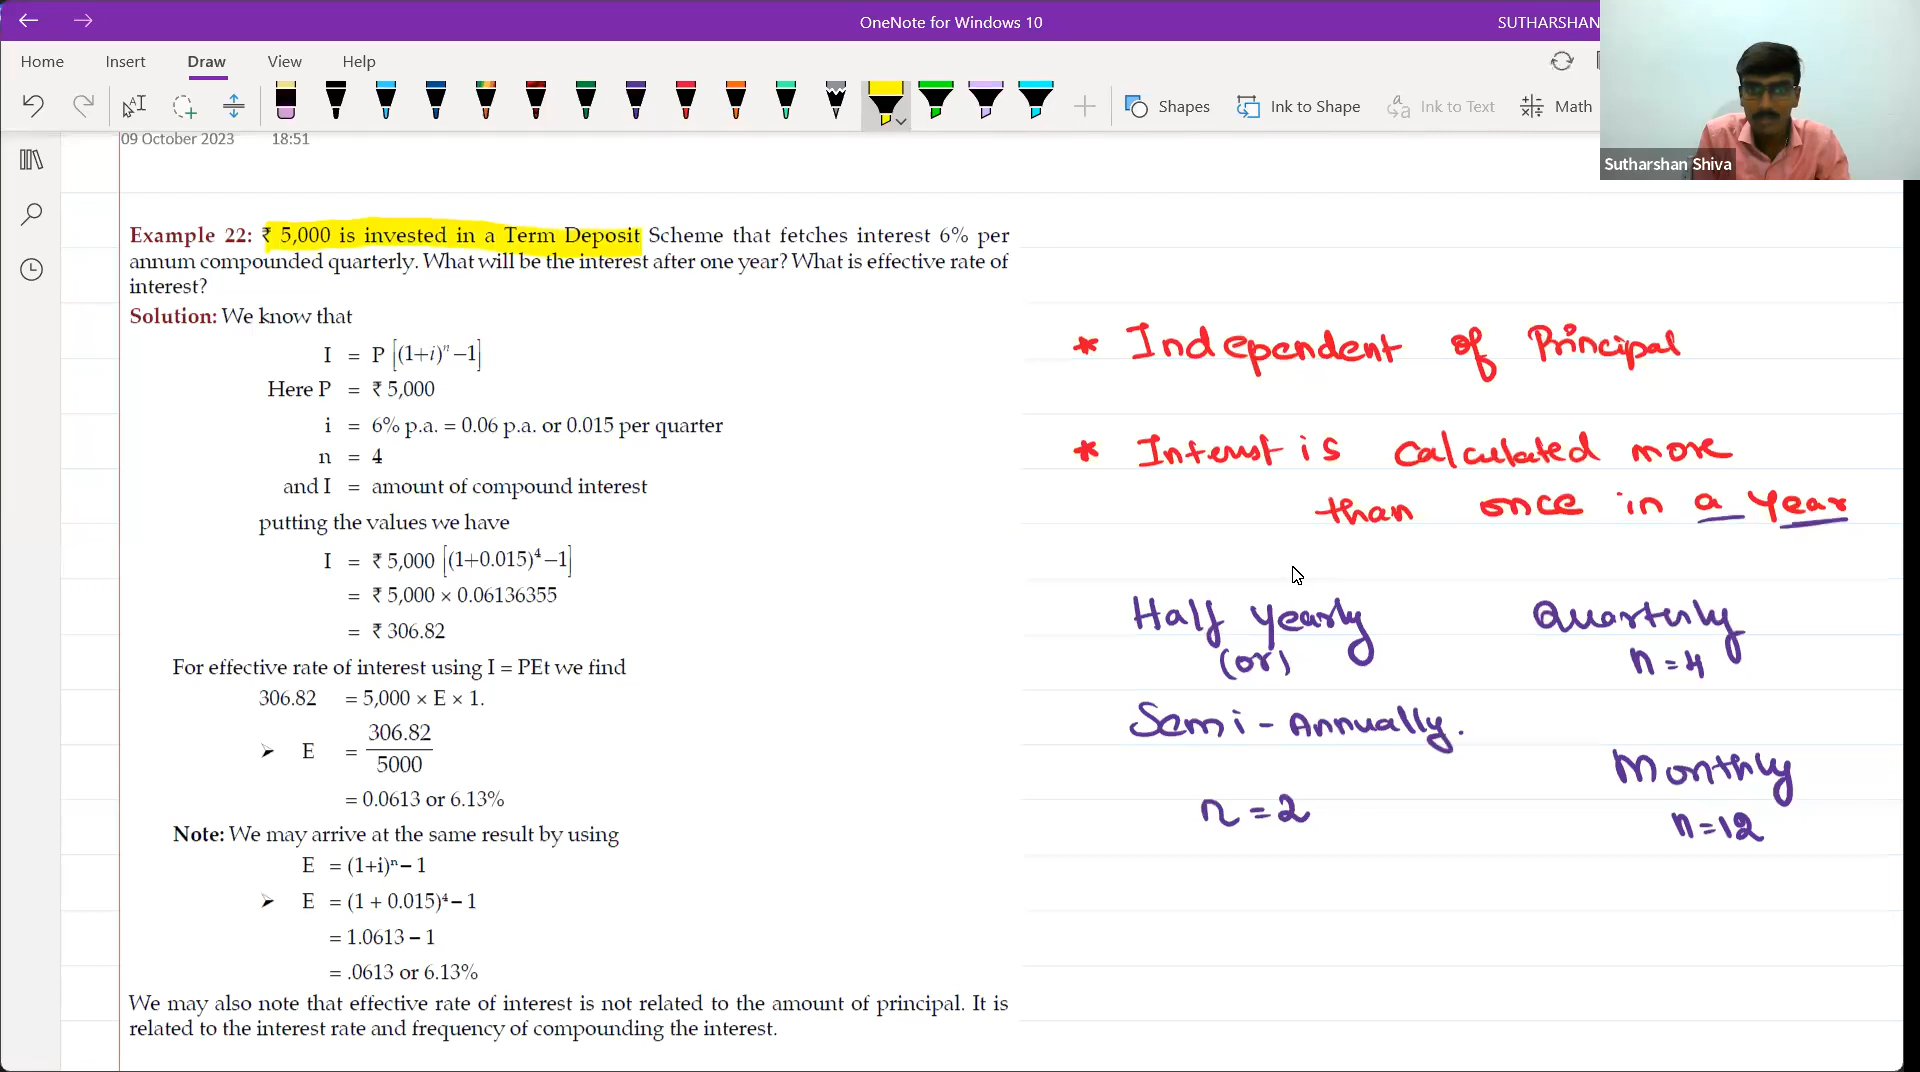 OneNote for Windows 10
SUTHARSHAN
Home Insert Draw View Help
Shapes Ink to Shape Ink to Text Math
Sutharshan Shiva
09 October 2023 18:51
Example 22: ₹ 5,000 is invested in a Term Deposit Scheme that fetches interest 6% per
annum compounded quarterly. What will be the interest after one year? What is effective rate of
interest?
Solution: We know that
I = P [(1+i)ⁿ –1]
Here P = ₹ 5,000
i = 6% p.a. = 0.06 p.a. or 0.015 per quarter
n = 4
and I = amount of compound interest
putting the values we have
I = ₹ 5,000 [(1+0.015)⁴ –1]
= ₹ 5,000 × 0.06136355
= ₹ 306.82
For effective rate of interest using I = PEt we find
306.82 = 5,000 × E × 1.
➢ E = 306.82
5000
= 0.0613 or 6.13%
Note: We may arrive at the same result by using
E = (1+i)ⁿ – 1
➢ E = (1 + 0.015)⁴ – 1
= 1.0613 – 1
= .0613 or 6.13%
We may also note that effective rate of interest is not related to the amount of principal. It is
related to the interest rate and frequency of compounding the interest.
* Independent of Principal
* Interest is calculated more
than once in a Year
Half Yearly
(or)
Semi - Annually.
n = 2
Quarterly
n = 4
Monthly
n = 12